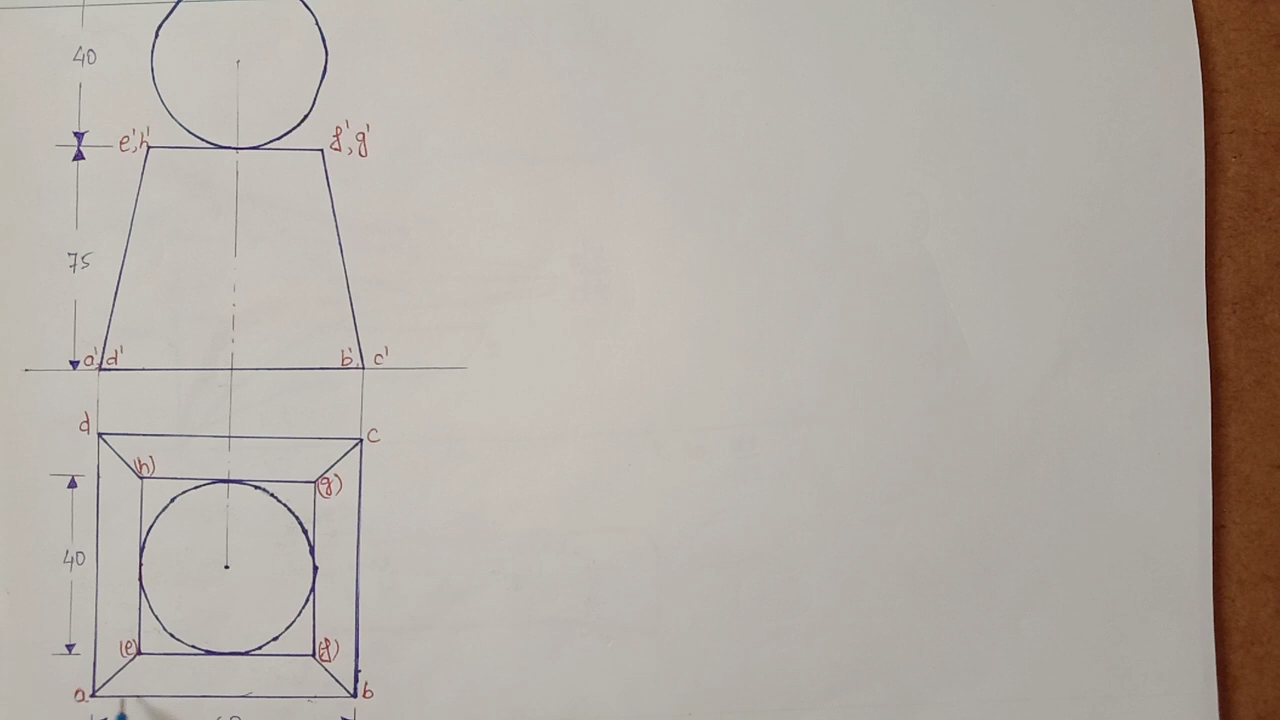 40
e',h' f',g'
75
a',d' b', c'
d c
(h) (g)
40
(e) (f)
a b